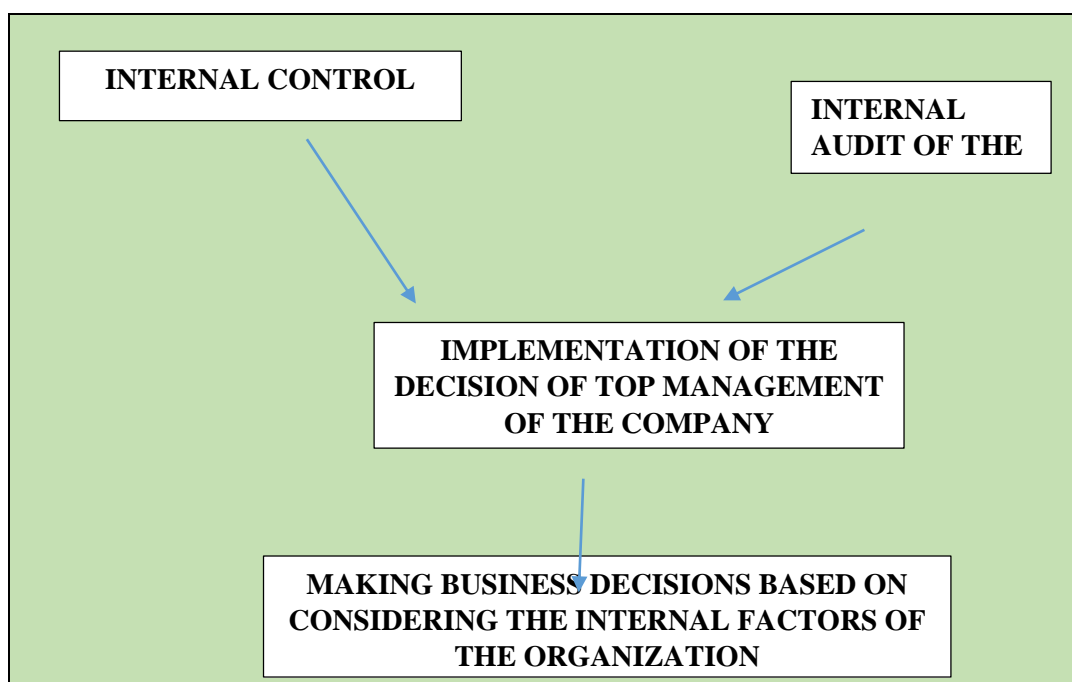 INTERNAL CONTROL
INTERNAL
AUDIT OF THE
IMPLEMENTATION OF THE
DECISION OF TOP MANAGEMENT
OF THE COMPANY
MAKING BUSINESS DECISIONS BASED ON
CONSIDERING THE INTERNAL FACTORS OF
THE ORGANIZATION